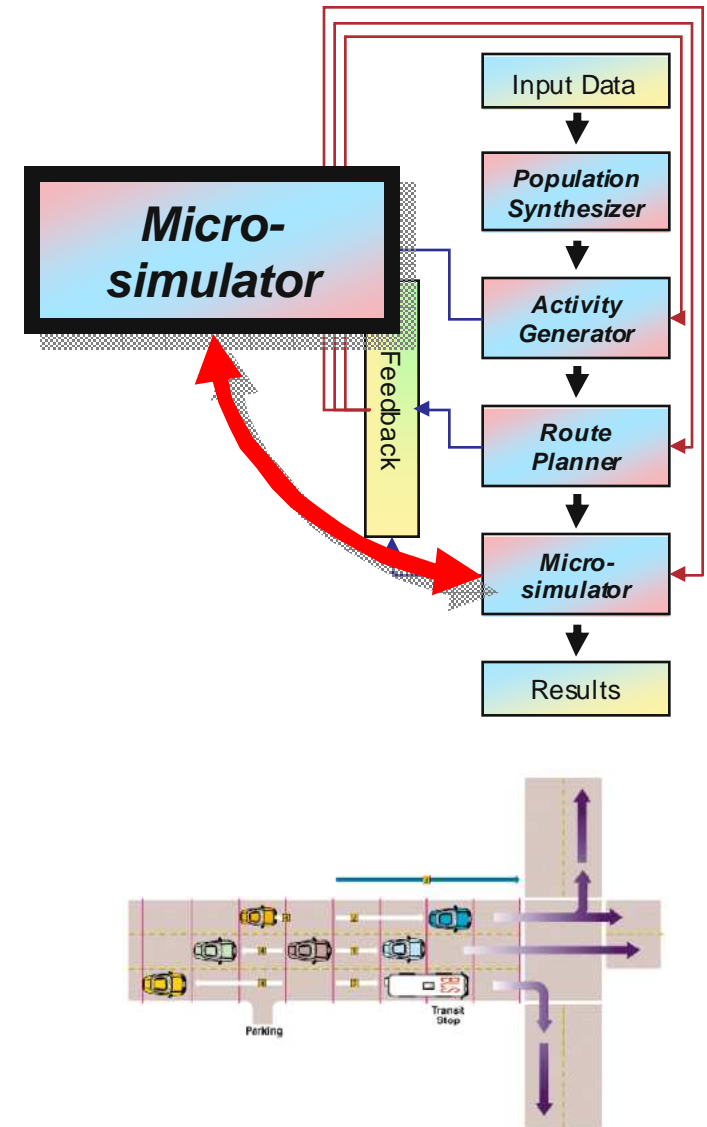 Input Data
Population
Synthesizer
Micro-
simulator
Activity
Generator
Feedback
Route
Planner
Micro-
simulator
Results
Parking
Transit
Stop